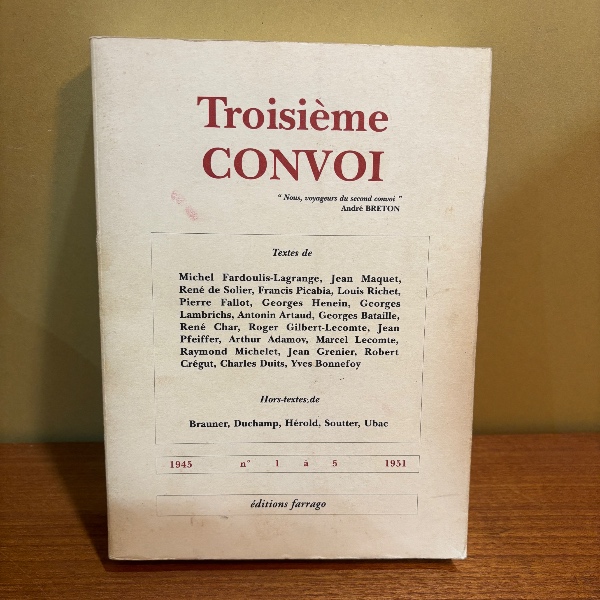 Troisième
CONVOI
" Nous, voyageurs du second convoi "
André BRETON
Textes de
Michel Fardoulis-Lagrange, Jean Maquet,
René de Solier, Francis Picabia, Louis Richet,
Pierre Fallot, Georges Henein, Georges
Lambrichs, Antonin Artaud, Georges Bataille,
René Char, Roger Gilbert-Lecomte, Jean
Pfeiffer, Arthur Adamov, Marcel Lecomte,
Raymond Michelet, Jean Grenier, Robert
Crégut, Charles Duits, Yves Bonnefoy
Hors-textes de
Brauner, Duchamp, Hérold, Soutter, Ubac
1945 n° 1 à 5 1951
éditions farrago